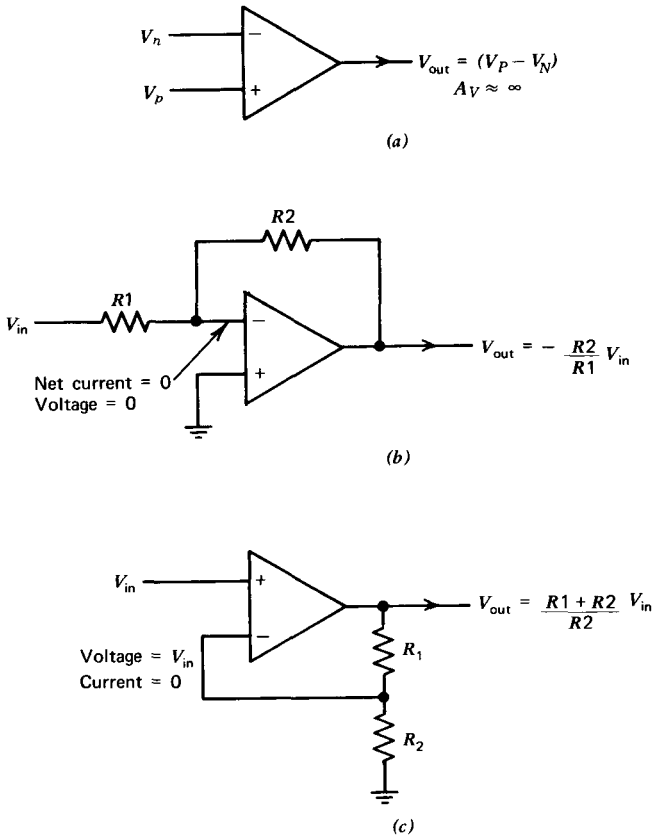 Vn
−
Vp
+
Vout = (VP − VN)
AV ≈ ∞
(a)
R2
R1
Vin
−
+
Net current = 0
Voltage = 0
Vout = − R2/R1 Vin
(b)
Vin
+
−
Voltage = Vin
Current = 0
Vout = R1 + R2/R2 Vin
R1
R2
(c)